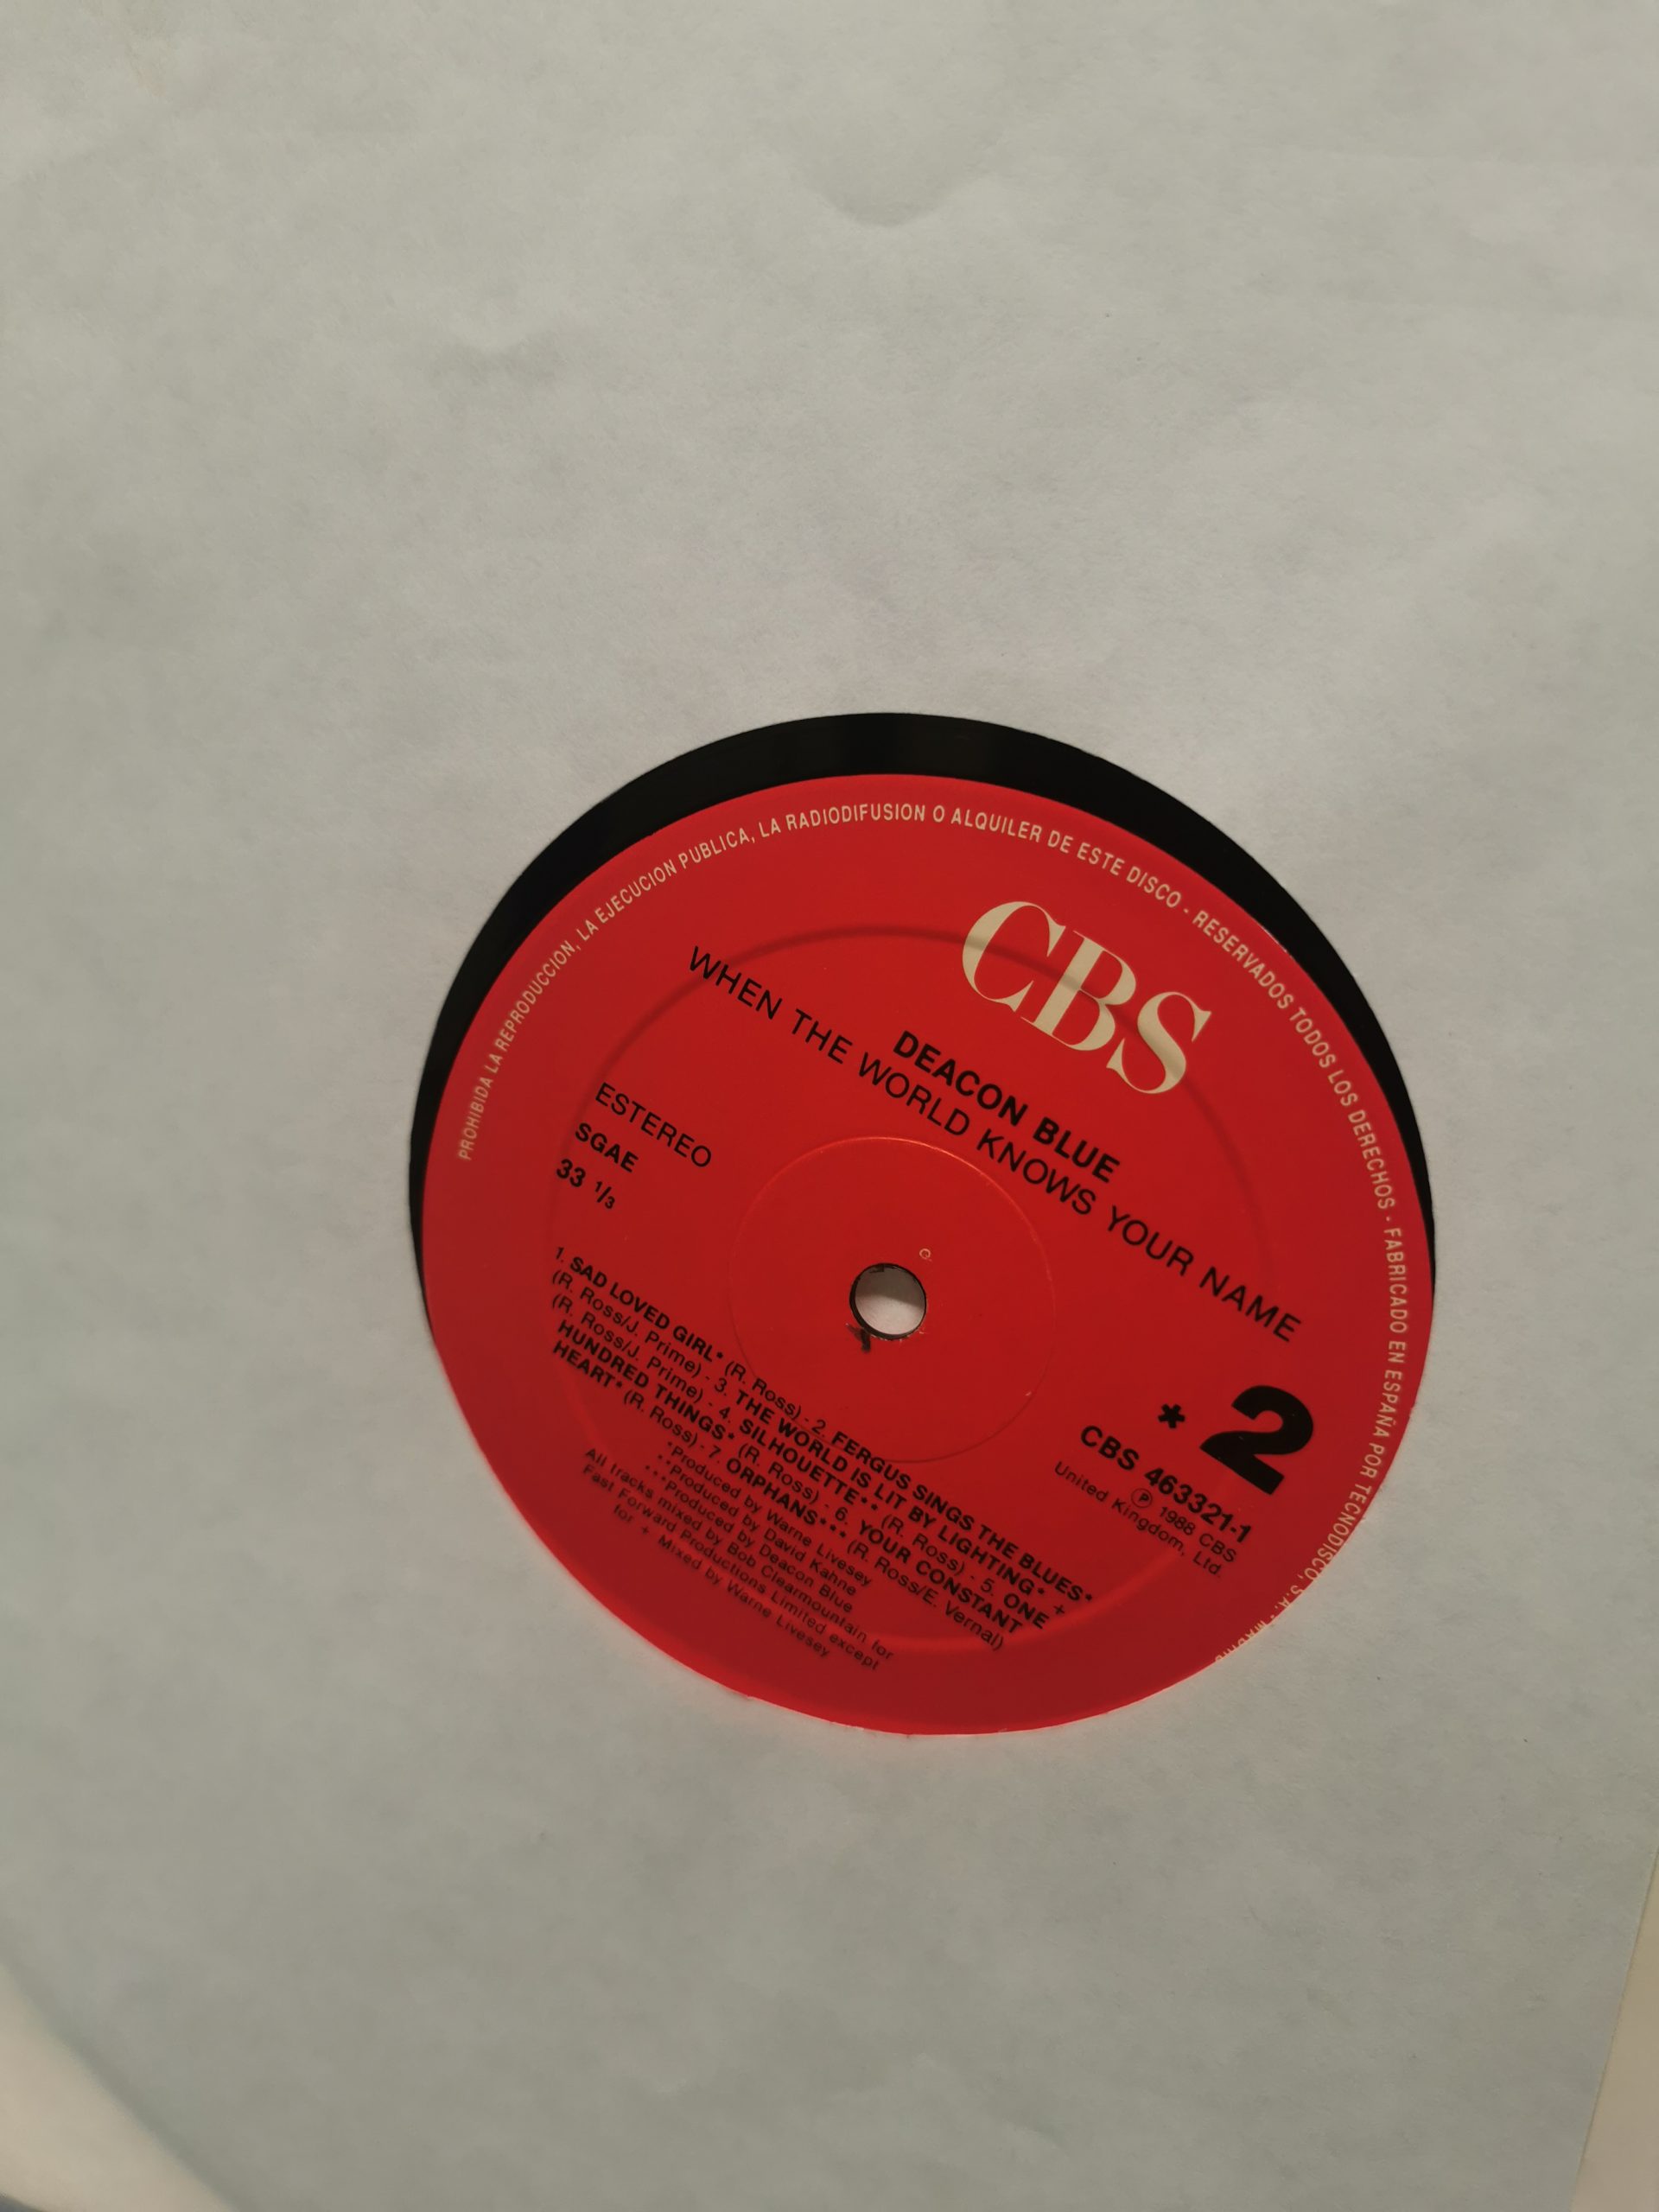 PROHIBIDA LA REPRODUCCION, LA EJECUCION PUBLICA, LA RADIODIFUSION O ALQUILER DE ESTE DISCO - RESERVADOS TODOS LOS DERECHOS - FABRICADO EN ESPAÑA POR TECNODISCO, S.A. - MADRID
CBS
DEACON BLUE
WHEN THE WORLD KNOWS YOUR NAME
ESTEREO
SGAE
33 1/3
* 2
CBS 463321-1
Ⓟ 1988 CBS
United Kingdom, Ltd.
1. SAD LOVED GIRL* (R. Ross) - 2. FERGUS SINGS THE BLUES*
(R. Ross/J. Prime) - 3. THE WORLD IS LIT BY LIGHTING* +
(R. Ross/J. Prime) - 4. SILHOUETTE** (R. Ross) - 5. ONE
HUNDRED THINGS* (R. Ross) - 6. YOUR CONSTANT
HEART* (R. Ross) - 7. ORPHANS*** (R. Ross/E. Vernal)
*Produced by Warne Livesey
**Produced by David Kahne
***Produced by Deacon Blue
All tracks mixed by Bob Clearmountain for
Fast Forward Productions Limited except
for + Mixed by Warne Livesey